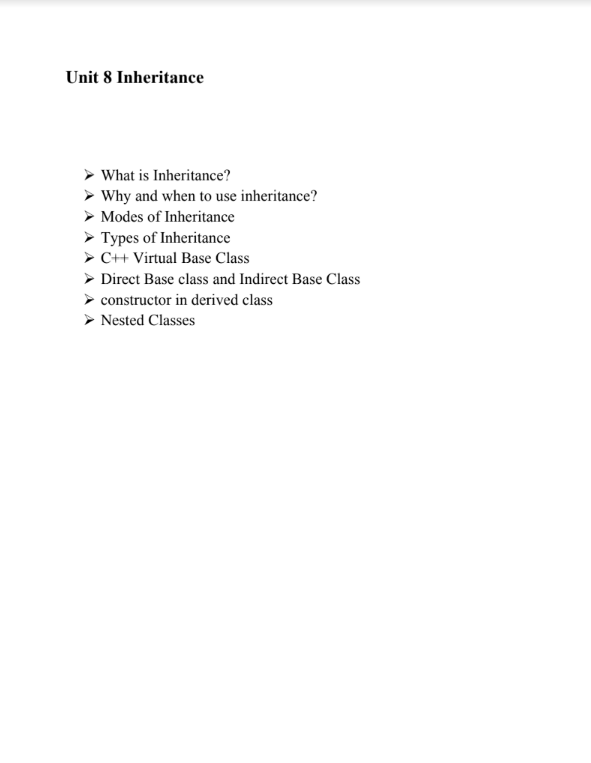 Unit 8 Inheritance
➢ What is Inheritance?
➢ Why and when to use inheritance?
➢ Modes of Inheritance
➢ Types of Inheritance
➢ C++ Virtual Base Class
➢ Direct Base class and Indirect Base Class
➢ constructor in derived class
➢ Nested Classes